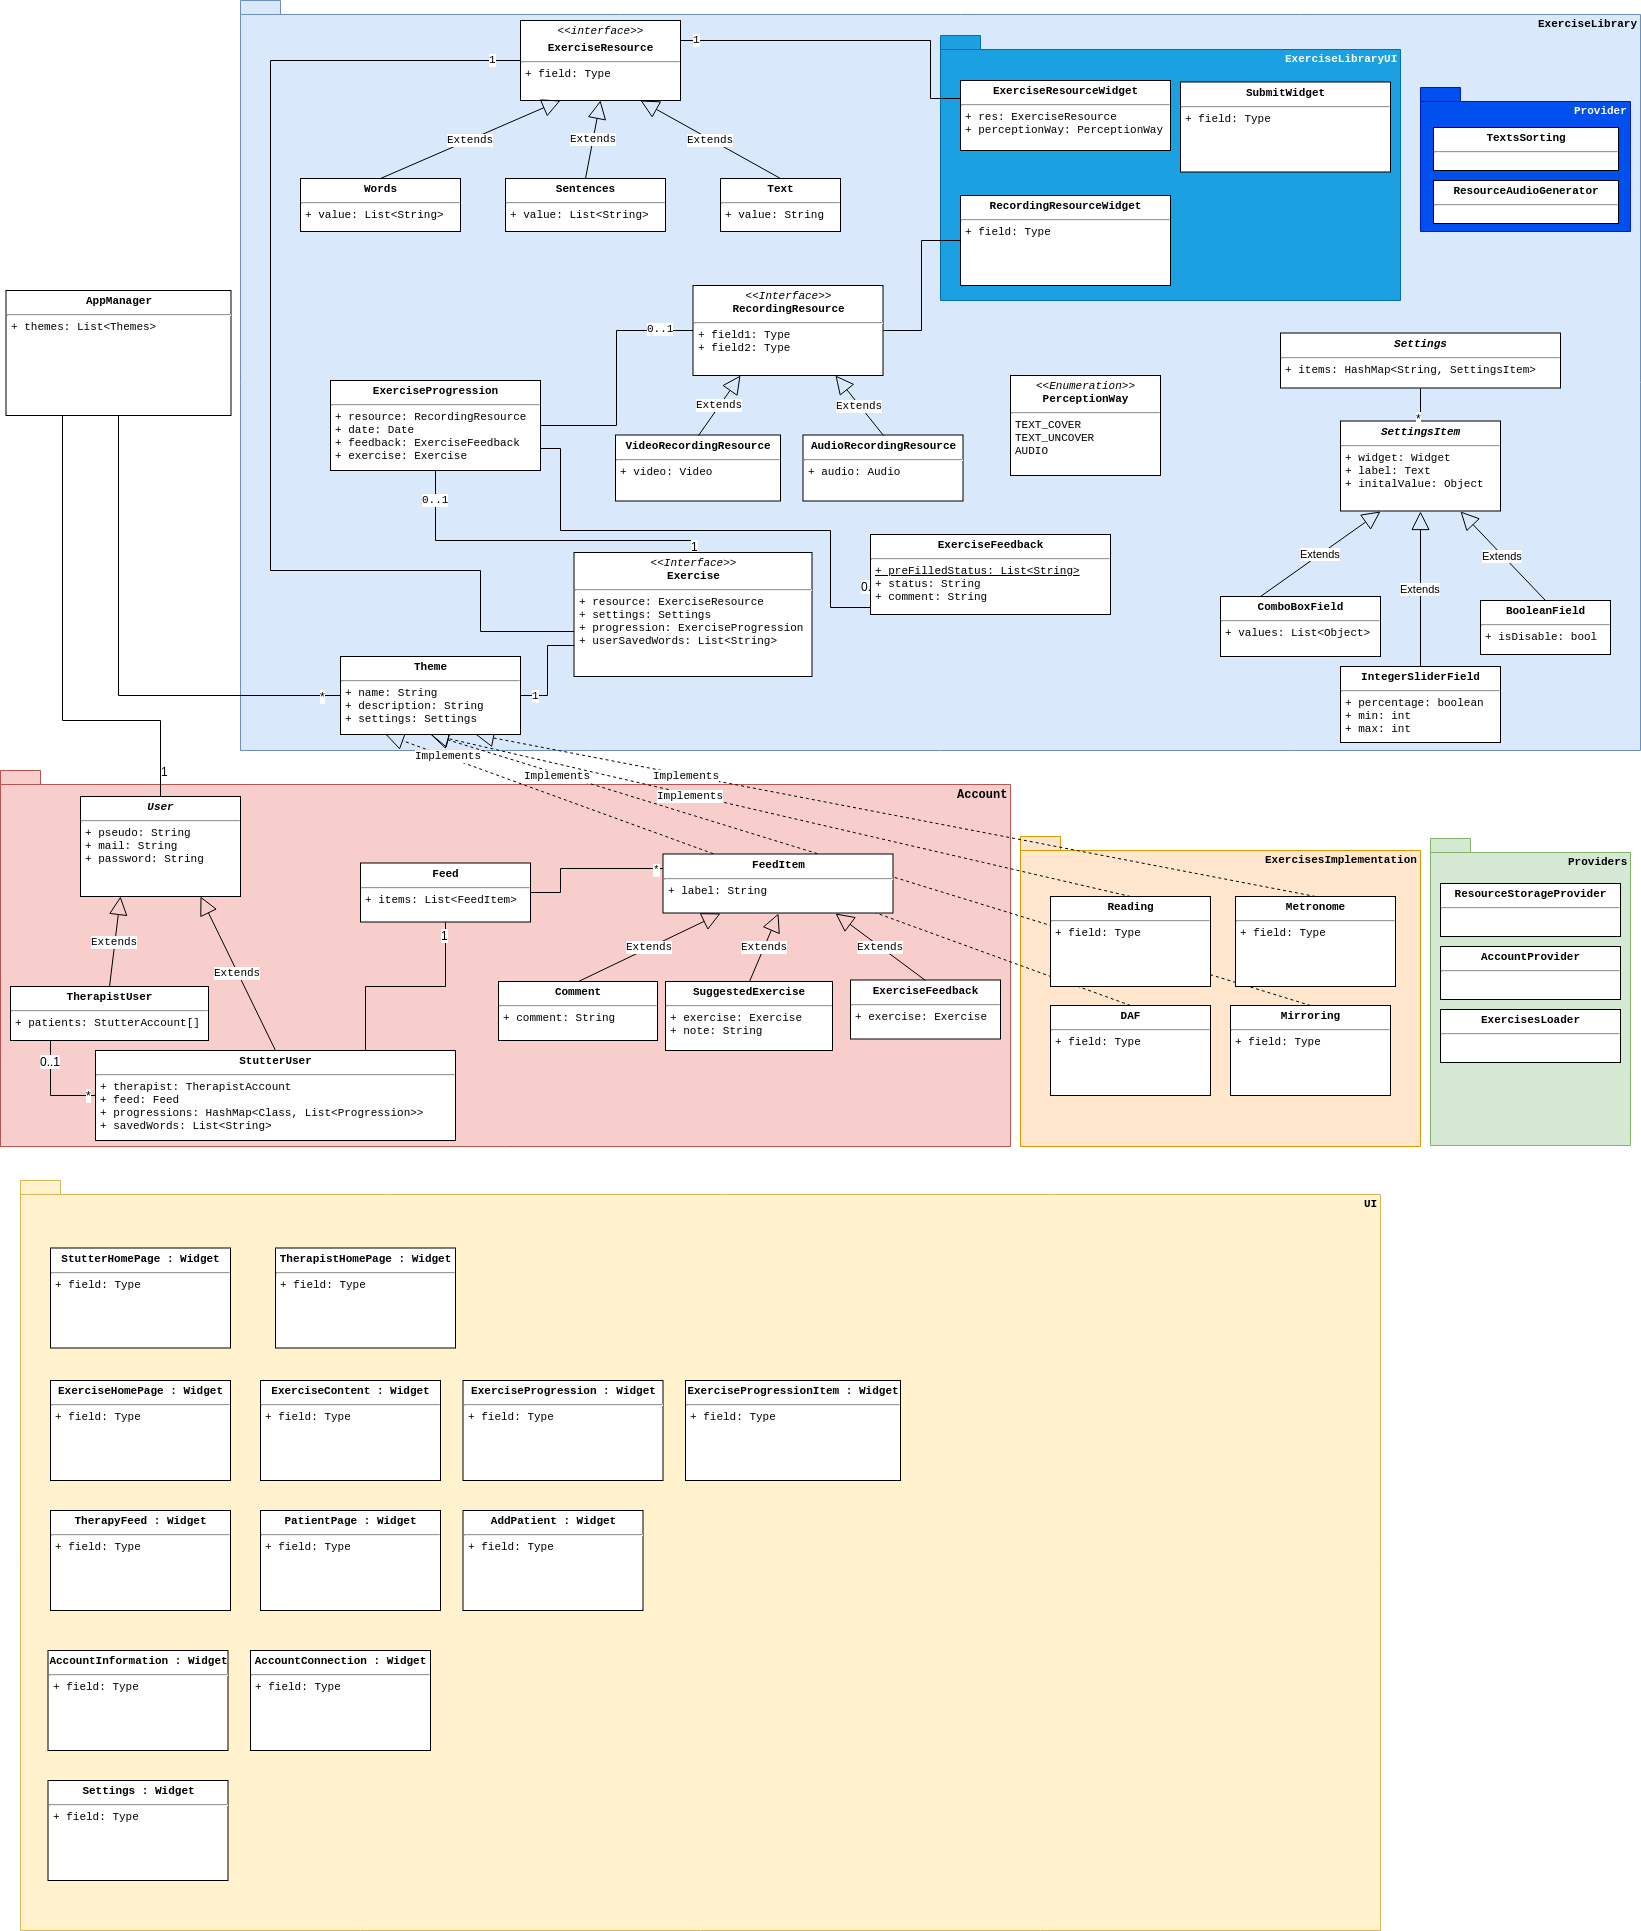 ExerciseLibrary
<<interface>>
ExerciseResource
+ field: Type
1
1
Extends
Extends
Extends
Words
+ value: List<String>
Sentences
+ value: List<String>
Text
+ value: String
ExerciseLibraryUI
ExerciseResourceWidget
+ res: ExerciseResource
+ perceptionWay: PerceptionWay
SubmitWidget
+ field: Type
RecordingResourceWidget
+ field: Type
Provider
TextsSorting
ResourceAudioGenerator
AppManager
+ themes: List<Themes>
<<Interface>>
RecordingResource
+ field1: Type
+ field2: Type
0..1
Extends
Extends
ExerciseProgression
+ resource: RecordingResource
+ date: Date
+ feedback: ExerciseFeedback
+ exercise: Exercise
0..1
VideoRecordingResource
+ video: Video
AudioRecordingResource
+ audio: Audio
<<Enumeration>>
PerceptionWay
TEXT_COVER
TEXT_UNCOVER
AUDIO
Settings
+ items: HashMap<String, SettingsItem>
*
SettingsItem
+ widget: Widget
+ label: Text
+ initalValue: Object
Extends
Extends
Extends
ComboBoxField
+ values: List<Object>
BooleanField
+ isDisable: bool
IntegerSliderField
+ percentage: boolean
+ min: int
+ max: int
1
<<Interface>>
Exercise
+ resource: ExerciseResource
+ settings: Settings
+ progression: ExerciseProgression
+ userSavedWords: List<String>
ExerciseFeedback
+ preFilledStatus: List<String>
+ status: String
+ comment: String
0.
Theme
+ name: String
+ description: String
+ settings: Settings
*
1
Implements
Implements
Implements
Implements
Account
1
User
+ pseudo: String
+ mail: String
+ password: String
Extends
Extends
TherapistUser
+ patients: StutterAccount[]
0..1
*
StutterUser
+ therapist: TherapistAccount
+ feed: Feed
+ progressions: HashMap<Class, List<Progression>>
+ savedWords: List<String>
Feed
+ items: List<FeedItem>
1
*
FeedItem
+ label: String
Extends
Extends
Extends
Comment
+ comment: String
SuggestedExercise
+ exercise: Exercise
+ note: String
ExerciseFeedback
+ exercise: Exercise
ExercisesImplementation
Reading
+ field: Type
Metronome
+ field: Type
DAF
+ field: Type
Mirroring
+ field: Type
Providers
ResourceStorageProvider
AccountProvider
ExercisesLoader
UI
StutterHomePage : Widget
+ field: Type
TherapistHomePage : Widget
+ field: Type
ExerciseHomePage : Widget
+ field: Type
ExerciseContent : Widget
+ field: Type
ExerciseProgression : Widget
+ field: Type
ExerciseProgressionItem : Widget
+ field: Type
TherapyFeed : Widget
+ field: Type
PatientPage : Widget
+ field: Type
AddPatient : Widget
+ field: Type
AccountInformation : Widget
+ field: Type
AccountConnection : Widget
+ field: Type
Settings : Widget
+ field: Type